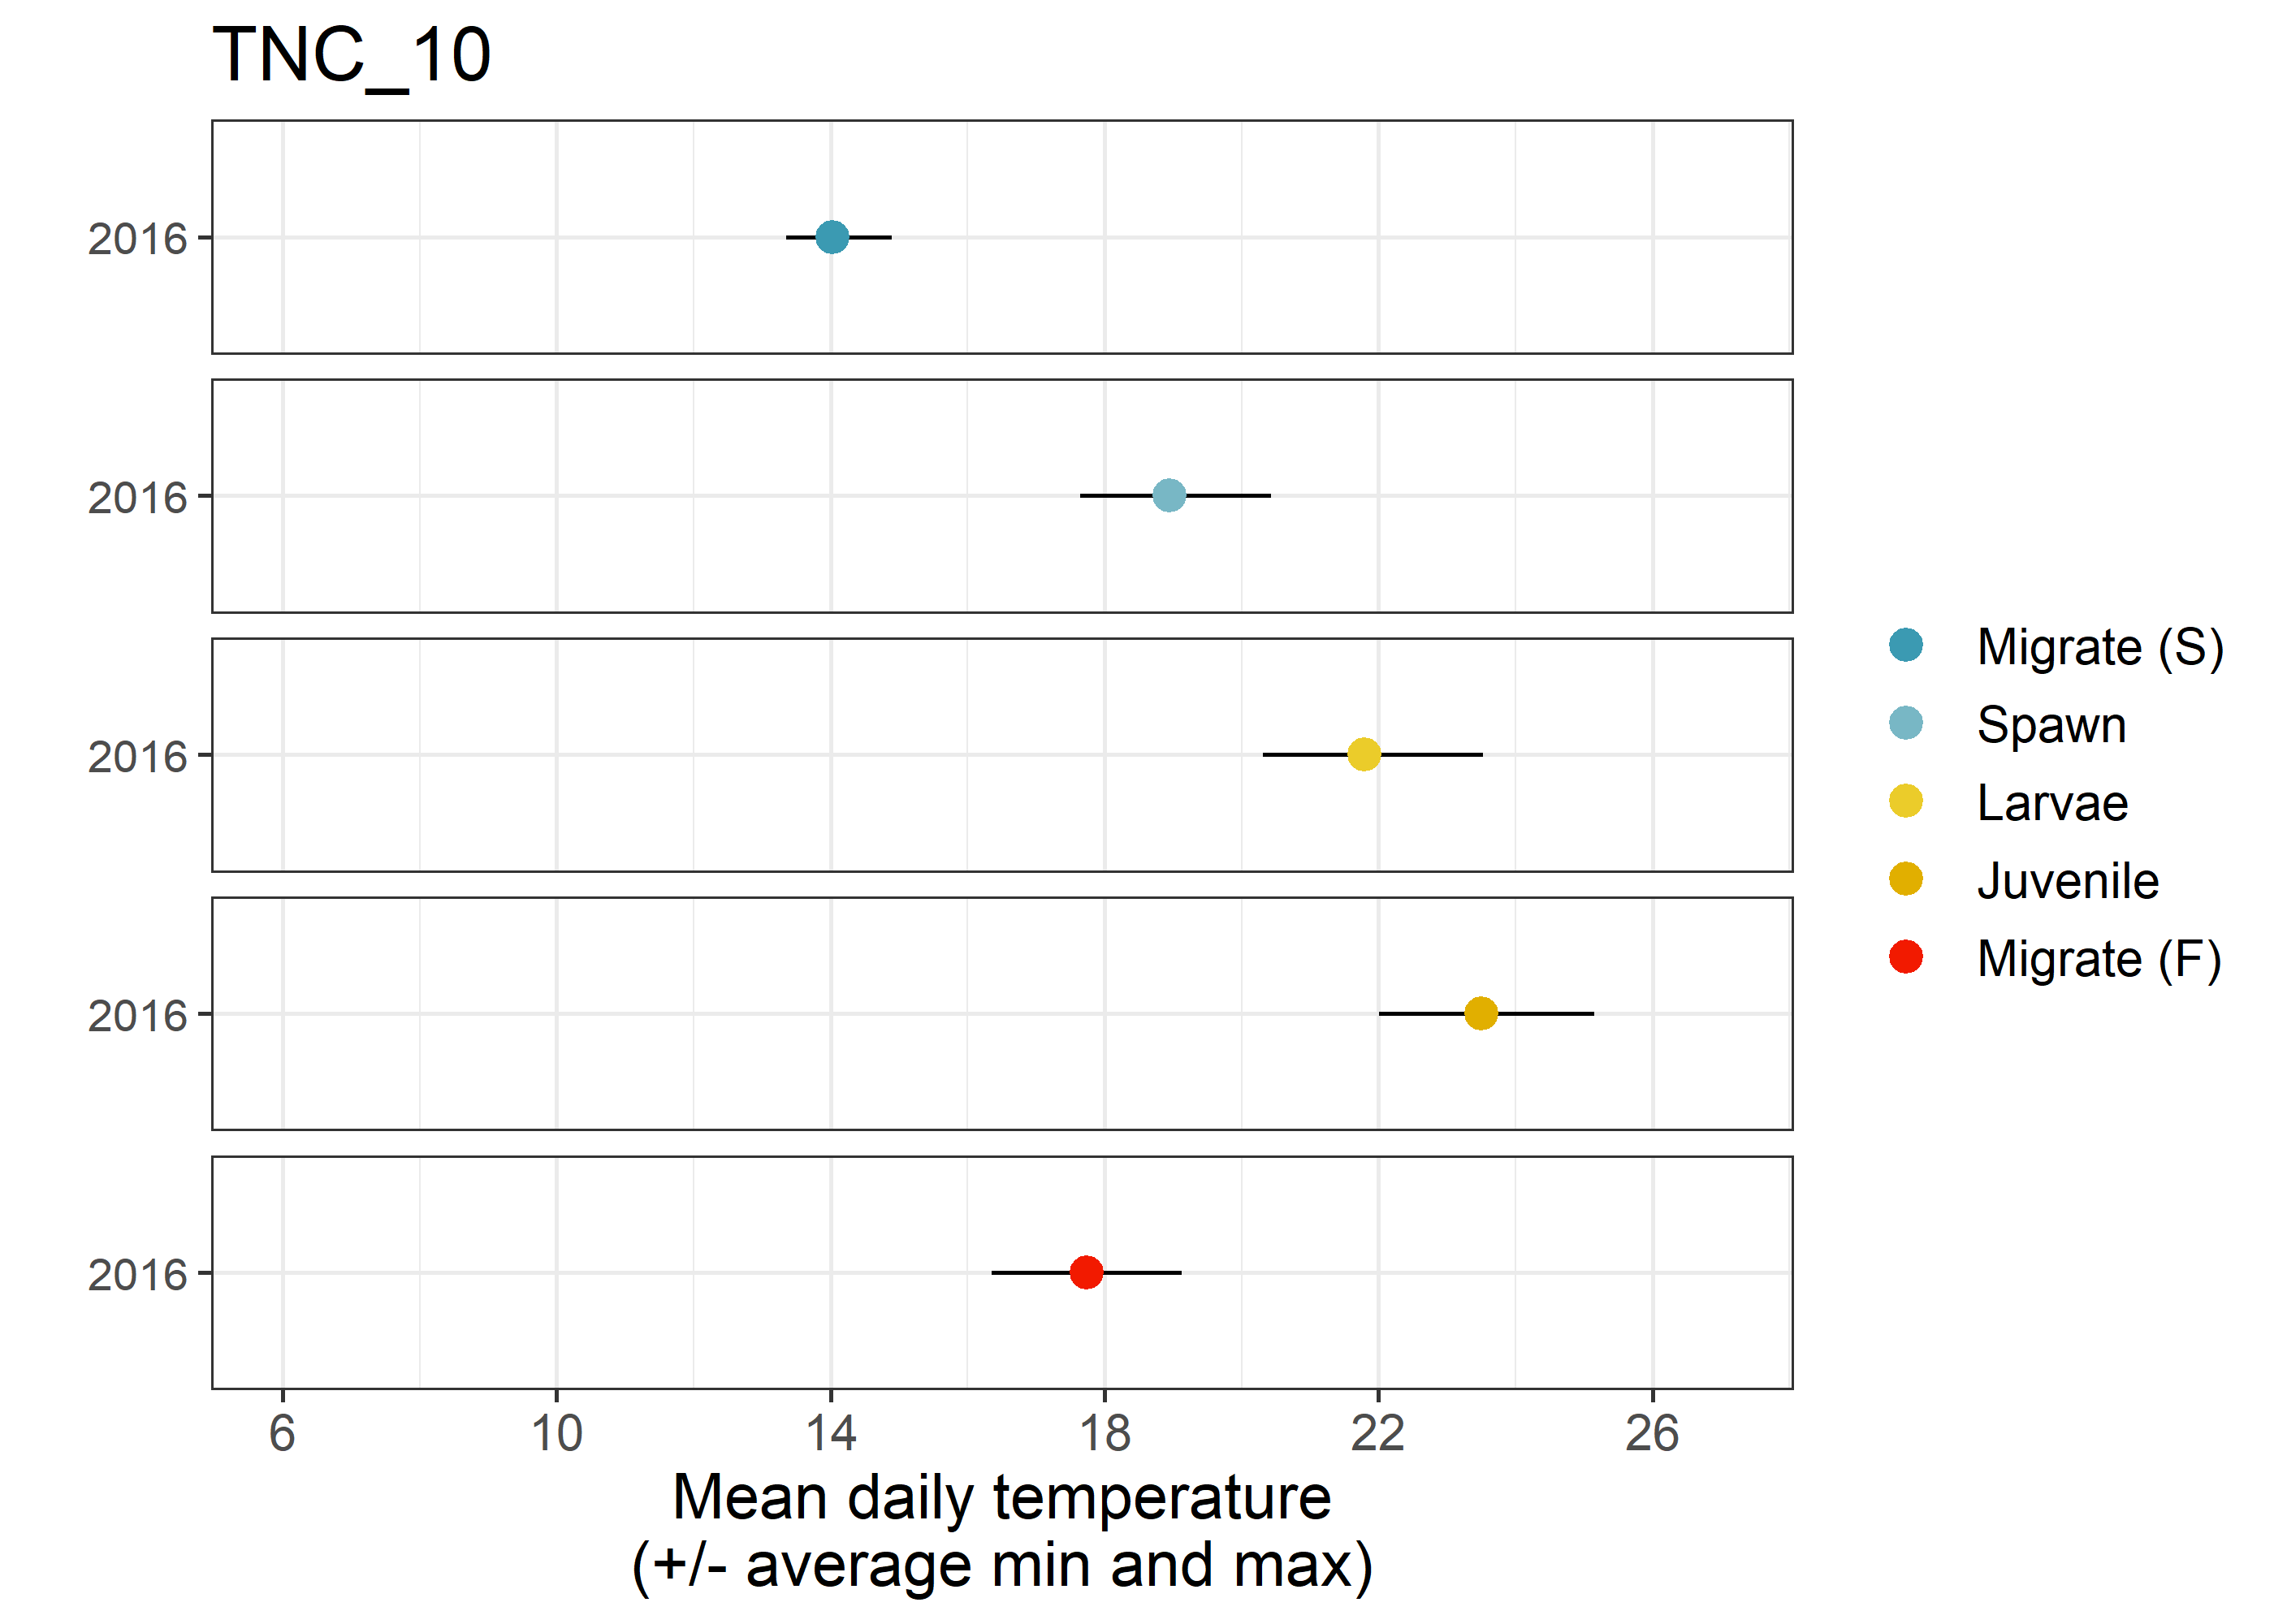 TNC_10
2016
2016
2016
2016
2016
Migrate (S)
Spawn
Larvae
Juvenile
Migrate (F)
6 10 14 18 22 26
Mean daily temperature
(+/- average min and max)